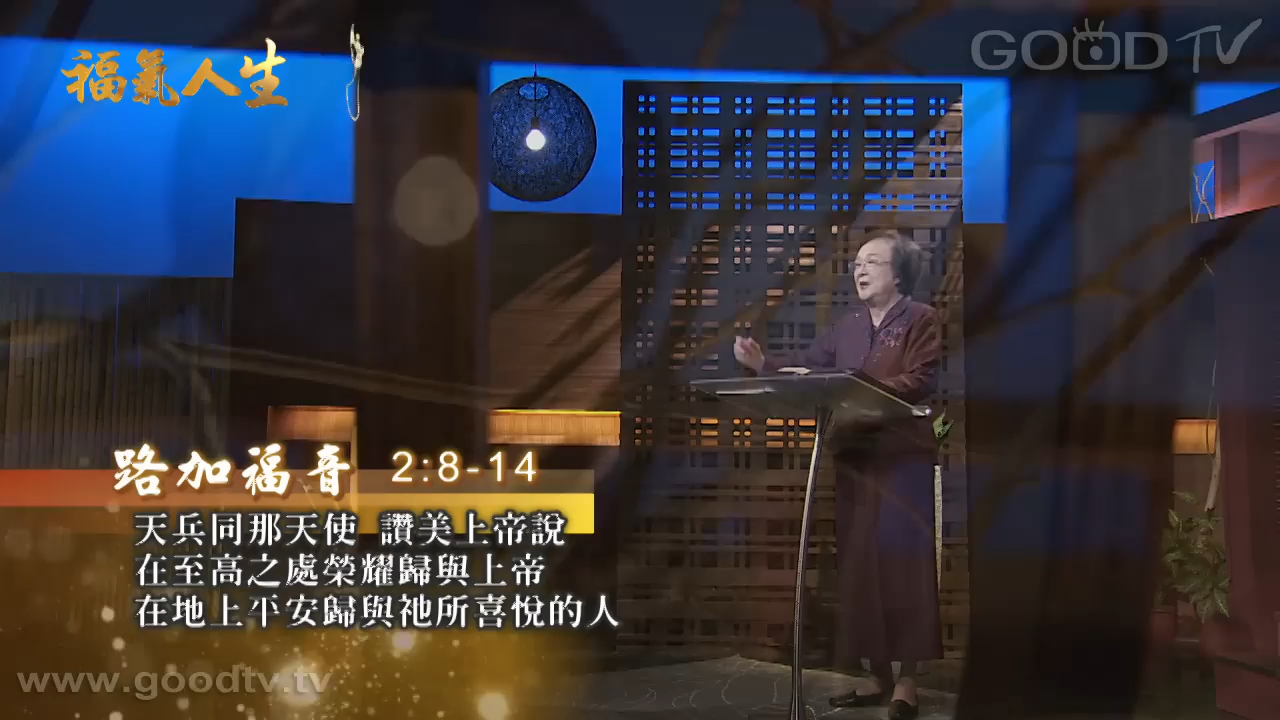 福氣人生
GOOD TV
路加福音 2:8-14
天兵同那天使 讚美上帝說
在至高之處榮耀歸與上帝
在地上平安歸與祂所喜悅的人
www.goodtv.tv